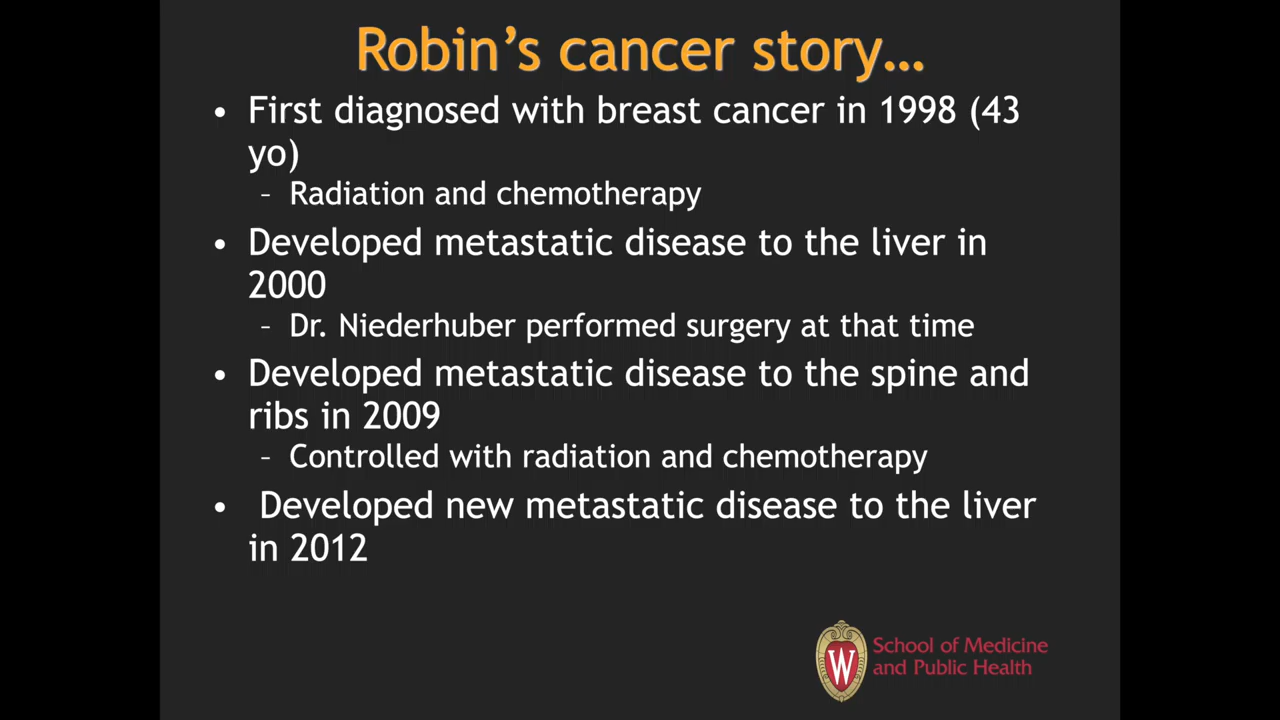 Robin’s cancer story…
• First diagnosed with breast cancer in 1998 (43
yo)
– Radiation and chemotherapy
• Developed metastatic disease to the liver in
2000
– Dr. Niederhuber performed surgery at that time
• Developed metastatic disease to the spine and
ribs in 2009
– Controlled with radiation and chemotherapy
• Developed new metastatic disease to the liver
in 2012
W
School of Medicine
and Public Health